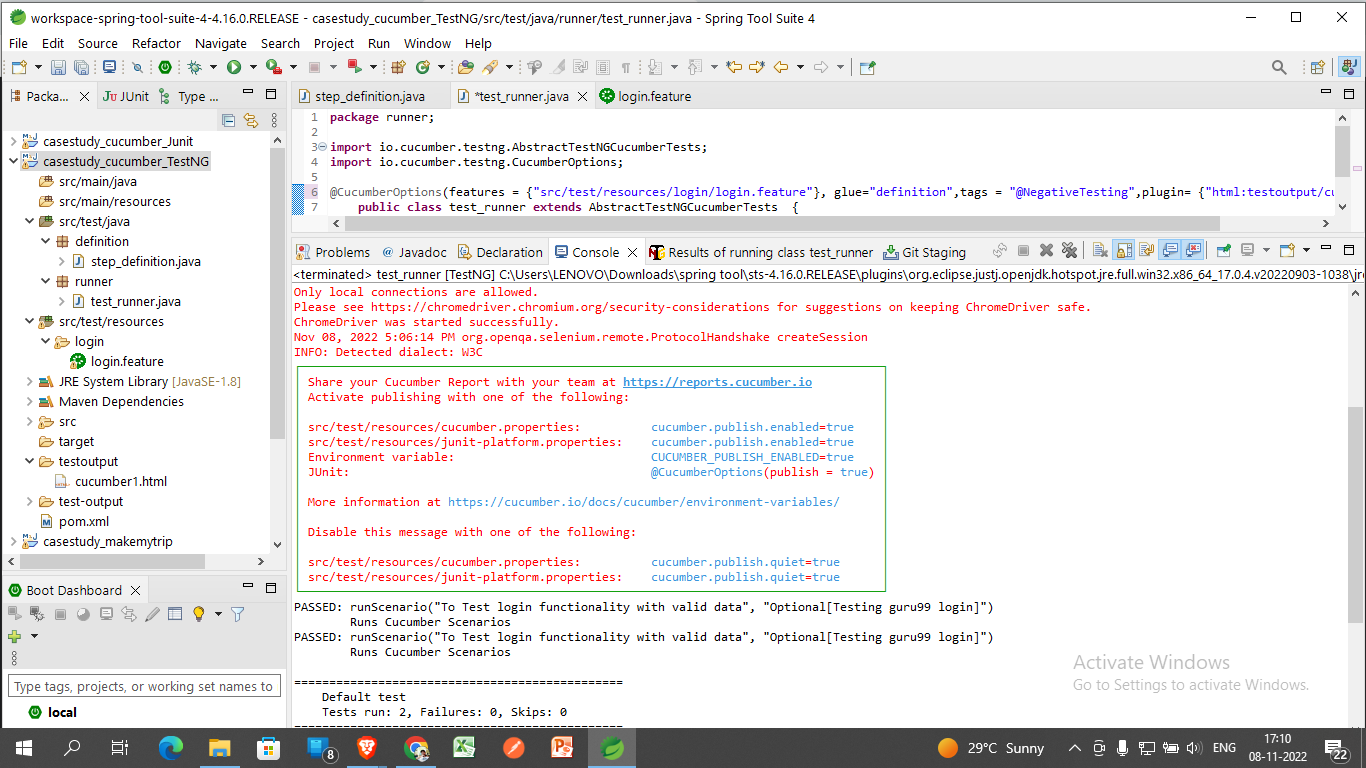 workspace-spring-tool-suite-4-4.16.0.RELEASE - casestudy_cucumber_TestNG/src/test/java/runner/test_runner.java - Spring Tool Suite 4
File Edit Source Refactor Navigate Search Project Run Window Help
Packa... JUnit Type ...
casestudy_cucumber_Junit
casestudy_cucumber_TestNG
src/main/java
src/main/resources
src/test/java
definition
step_definition.java
runner
test_runner.java
src/test/resources
login
login.feature
JRE System Library [JavaSE-1.8]
Maven Dependencies
src
target
testoutput
cucumber1.html
test-output
pom.xml
casestudy_makemytrip
Boot Dashboard
Type tags, projects, or working set names to
local
step_definition.java *test_runner.java login.feature
1 package runner;
2
3 import io.cucumber.testng.AbstractTestNGCucumberTests;
4 import io.cucumber.testng.CucumberOptions;
5
6 @CucumberOptions(features = {"src/test/resources/login/login.feature"}, glue="definition",tags = "@NegativeTesting",plugin= {"html:testoutput/cu
7 public class test_runner extends AbstractTestNGCucumberTests {
Problems Javadoc Declaration Console Results of running class test_runner Git Staging
<terminated> test_runner [TestNG] C:\Users\LENOVO\Downloads\spring tool\sts-4.16.0.RELEASE\plugins\org.eclipse.justj.openjdk.hotspot.jre.full.win32.x86_64_17.0.4.v20220903-1038\jr
Only local connections are allowed.
Please see https://chromedriver.chromium.org/security-considerations for suggestions on keeping ChromeDriver safe.
ChromeDriver was started successfully.
Nov 08, 2022 5:06:14 PM org.openqa.selenium.remote.ProtocolHandshake createSession
INFO: Detected dialect: W3C
Share your Cucumber Report with your team at https://reports.cucumber.io
Activate publishing with one of the following:
src/test/resources/cucumber.properties: cucumber.publish.enabled=true
src/test/resources/junit-platform.properties: cucumber.publish.enabled=true
Environment variable: CUCUMBER_PUBLISH_ENABLED=true
JUnit: @CucumberOptions(publish = true)
More information at https://cucumber.io/docs/cucumber/environment-variables/
Disable this message with one of the following:
src/test/resources/cucumber.properties: cucumber.publish.quiet=true
src/test/resources/junit-platform.properties: cucumber.publish.quiet=true
PASSED: runScenario("To Test login functionality with valid data", "Optional[Testing guru99 login]")
Runs Cucumber Scenarios
PASSED: runScenario("To Test login functionality with valid data", "Optional[Testing guru99 login]")
Runs Cucumber Scenarios
===============================================
Default test
Tests run: 2, Failures: 0, Skips: 0
===============================================
Activate Windows
Go to Settings to activate Windows.
8
29°C Sunny
ENG
17:10
08-11-2022
22